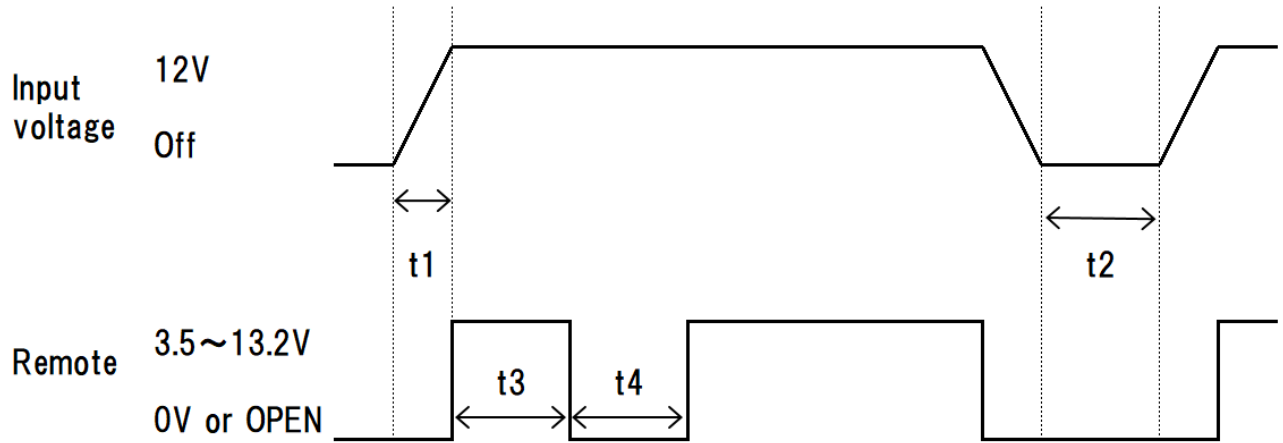 12V
Input
voltage
Off
t1
t2
3.5～13.2V
Remote
t3
t4
0V or OPEN